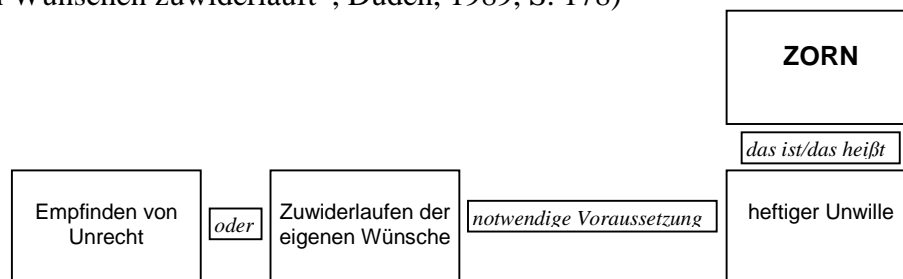 Wünschen zuwiderläuft", Duden, 1989, S. 178)
ZORN
das ist/das heißt
Empfinden von
Unrecht
oder
Zuwiderlaufen der
eigenen Wünsche
notwendige Voraussetzung
heftiger Unwille